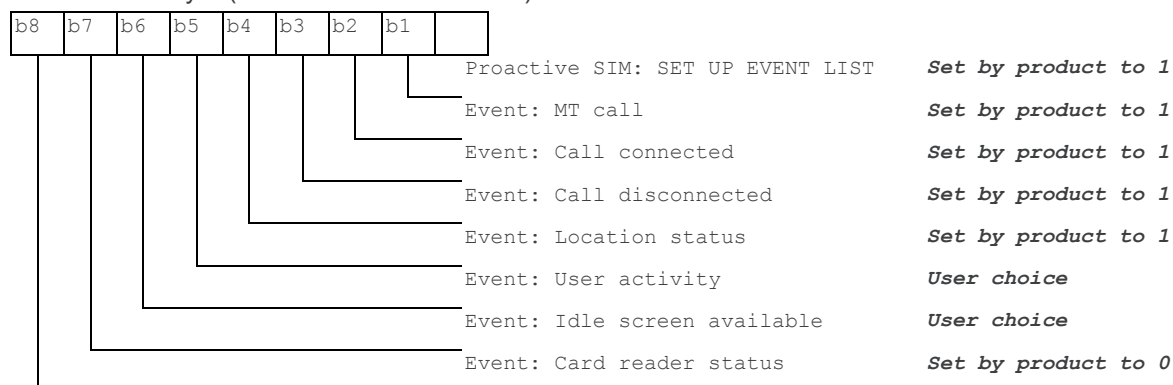 b8 b7 b6 b5 b4 b3 b2 b1
Proactive SIM: SET UP EVENT LIST Set by product to 1
Event: MT call Set by product to 1
Event: Call connected Set by product to 1
Event: Call disconnected Set by product to 1
Event: Location status Set by product to 1
Event: User activity User choice
Event: Idle screen available User choice
Event: Card reader status Set by product to 0